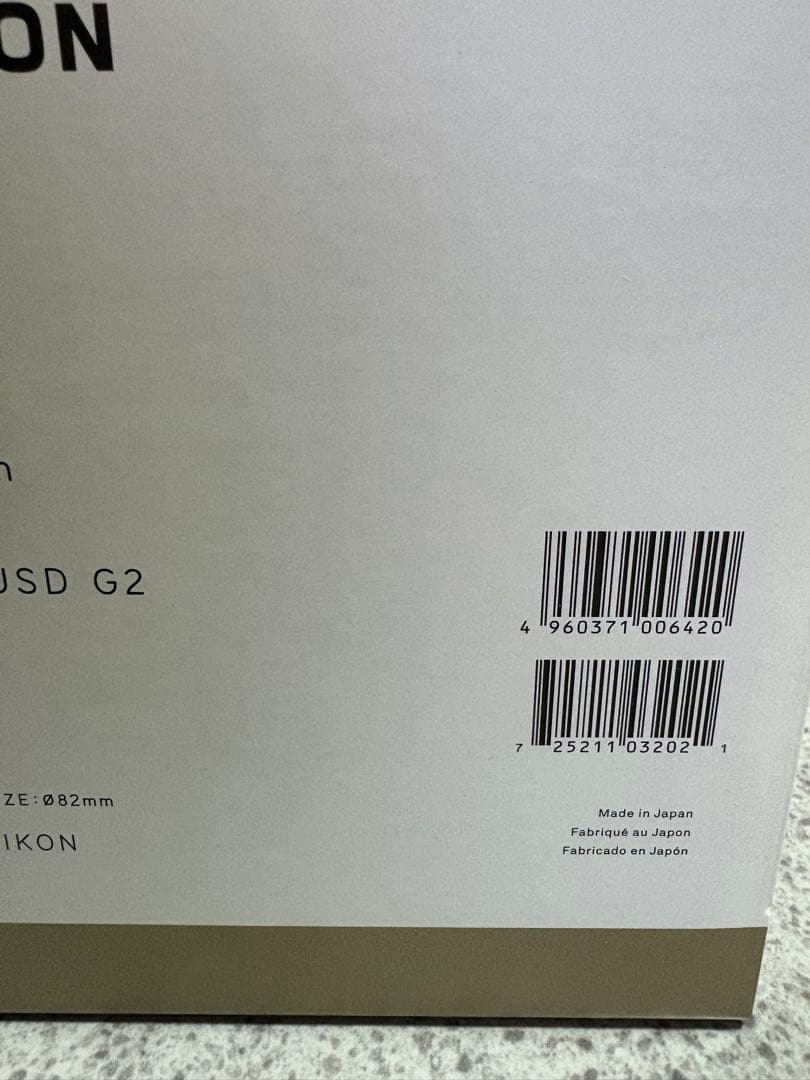 ON
n
USD G2
4 960371 006420
7 25211 03202 1
ZE:Ø82mm
IKON
Made in Japan
Fabriqué au Japon
Fabricado en Japón